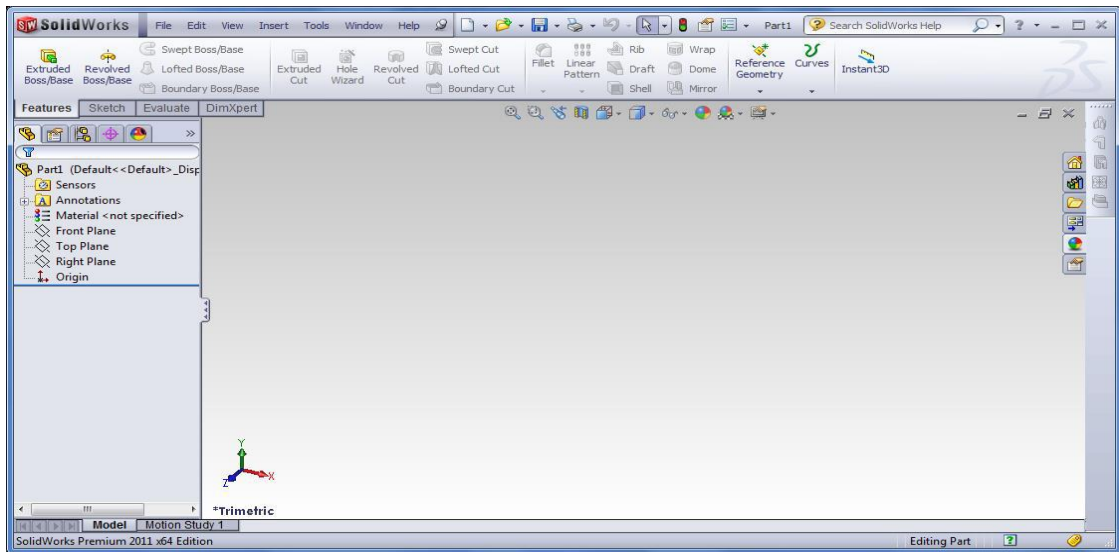 SolidWorks File Edit View Insert Tools Window Help Part1 Search SolidWorks Help ?
Extruded Boss/Base
Revolved Boss/Base
Swept Boss/Base
Lofted Boss/Base
Boundary Boss/Base
Extruded Cut
Hole Wizard
Revolved Cut
Swept Cut
Lofted Cut
Boundary Cut
Fillet
Linear Pattern
Rib
Draft
Shell
Wrap
Dome
Mirror
Reference Geometry
Curves
Instant3D
Features Sketch Evaluate DimXpert
Part1 (Default<<Default>_Disp
Sensors
Annotations
Material <not specified>
Front Plane
Top Plane
Right Plane
Origin
Y
X
Z
*Trimetric
Model Motion Study 1
SolidWorks Premium 2011 x64 Edition Editing Part ?